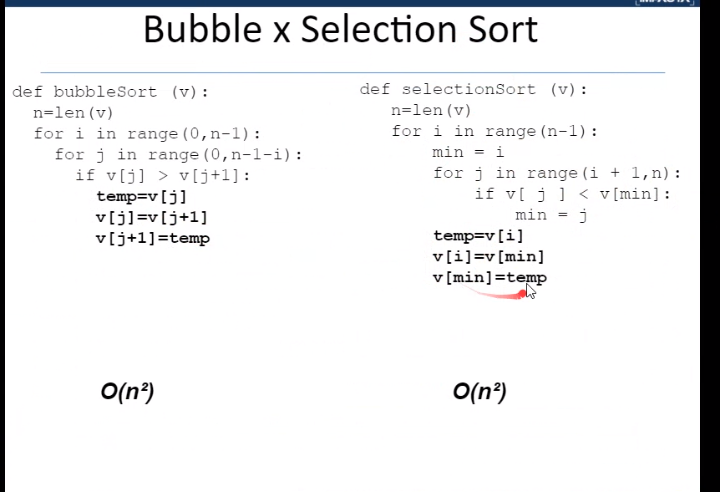 Bubble x Selection Sort
def bubbleSort (v):
n=len(v)
for i in range(0,n-1):
for j in range(0,n-1-i):
if v[j] > v[j+1]:
temp=v[j]
v[j]=v[j+1]
v[j+1]=temp
O(n²)
def selectionSort (v):
n=len(v)
for i in range(n-1):
min = i
for j in range(i + 1,n):
if v[ j ] < v[min]:
min = j
temp=v[i]
v[i]=v[min]
v[min]=temp
O(n²)